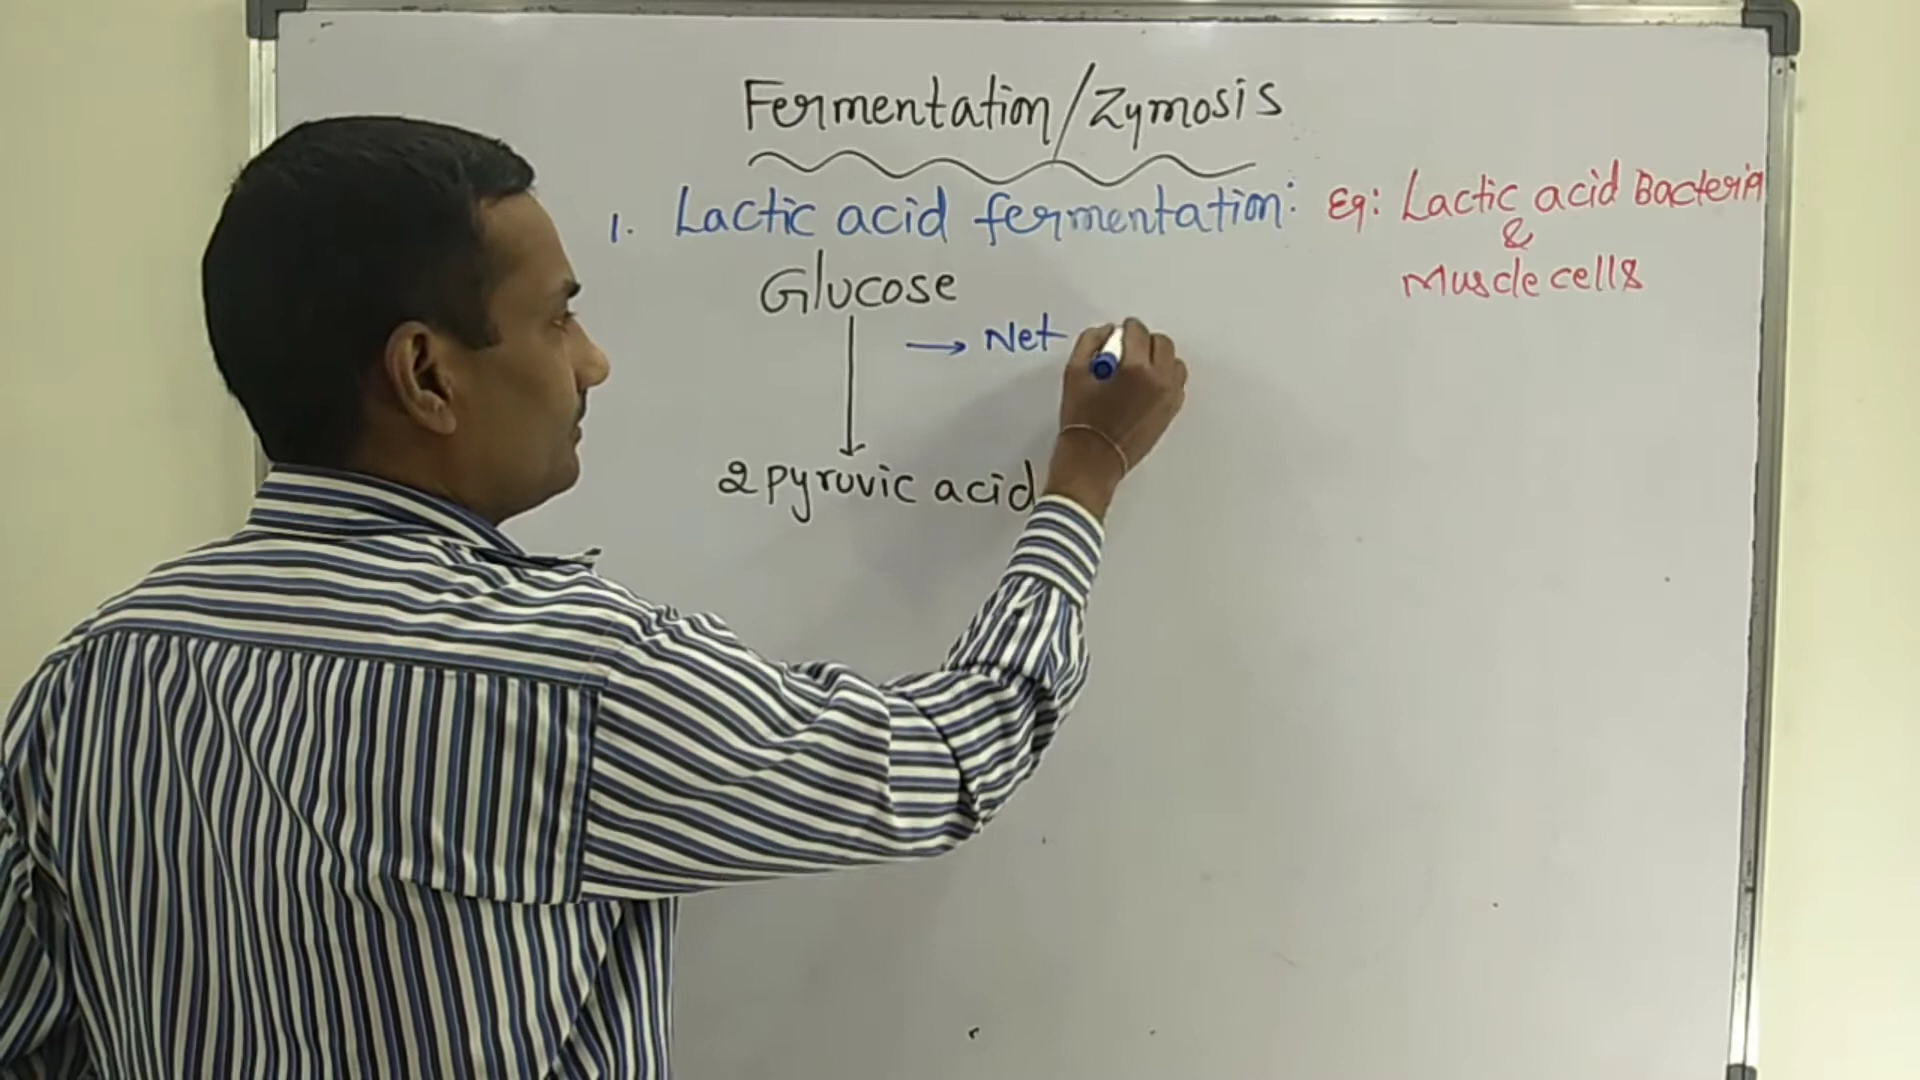 Fermentation/Zymosis
1. Lactic acid fermentation: Eg: Lactic acid Bacteria
&
Muscle cells
Glucose
→ Net
2 pyruvic acid